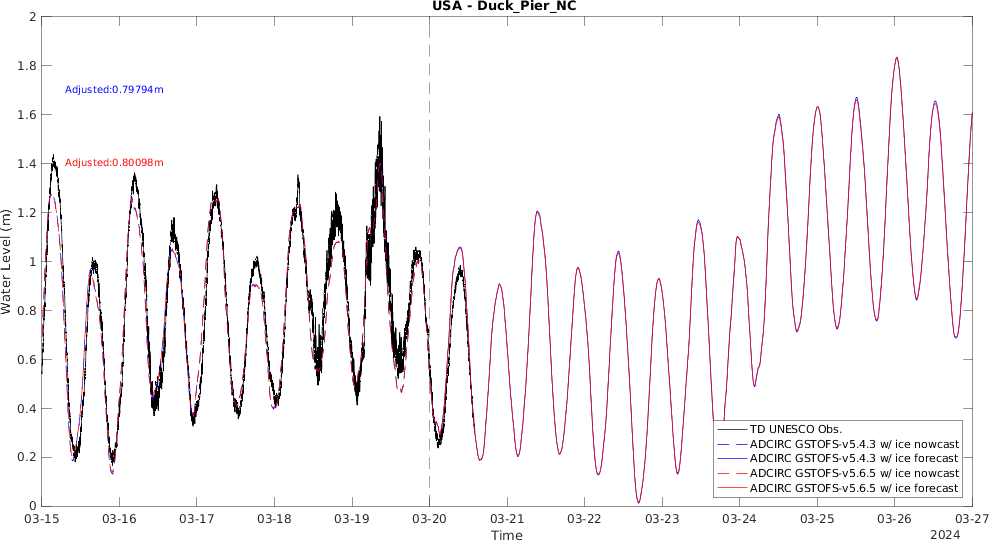 USA - Duck_Pier_NC
2
1.8
1.6
1.4
1.2
1
0.8
0.6
0.4
0.2
0
Water Level (m)
Adjusted:0.79794m
Adjusted:0.80098m
TD UNESCO Obs.
ADCIRC GSTOFS-v5.4.3 w/ ice nowcast
ADCIRC GSTOFS-v5.4.3 w/ ice forecast
ADCIRC GSTOFS-v5.6.5 w/ ice nowcast
ADCIRC GSTOFS-v5.6.5 w/ ice forecast
03-15 03-16 03-17 03-18 03-19 03-20 03-21 03-22 03-23 03-24 03-25 03-26 03-27
Time
2024